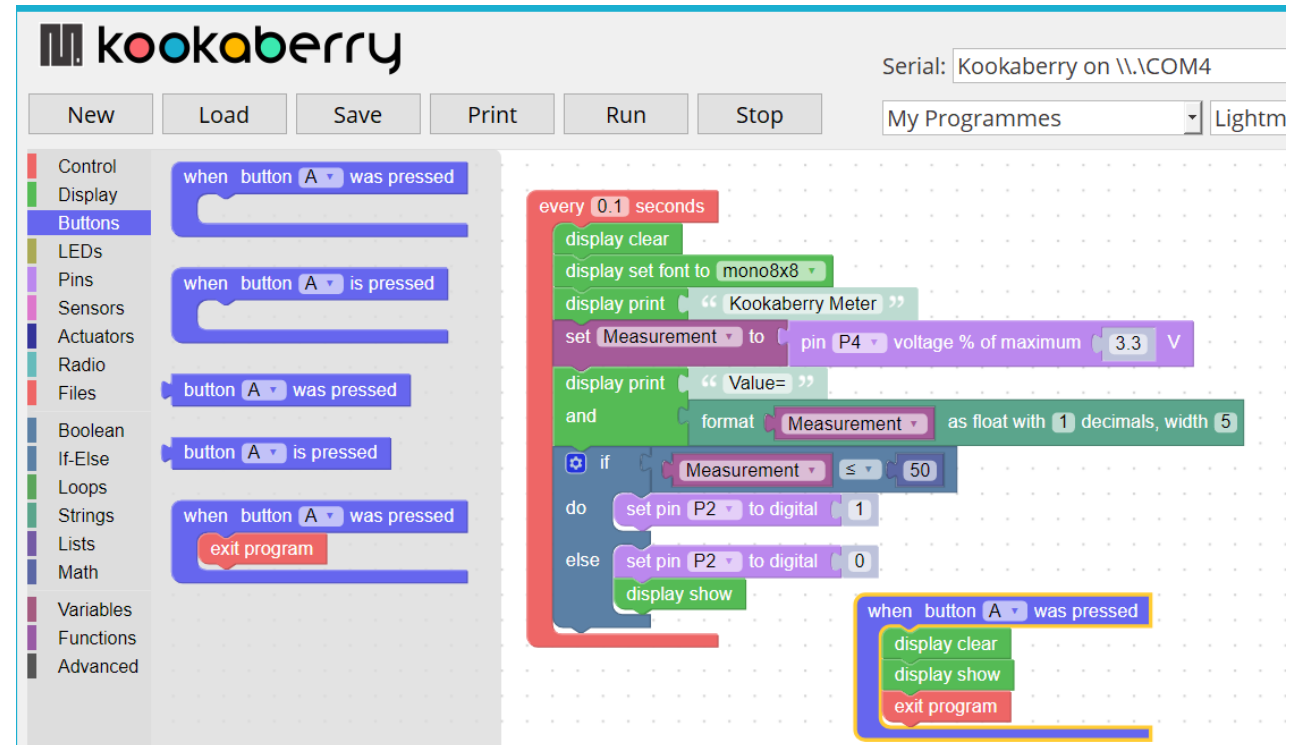 kookaberry
Serial: Kookaberry on \\.\COM4
New Load Save Print Run Stop My Programmes Lightm
Control
Display
Buttons
LEDs
Pins
Sensors
Actuators
Radio
Files
Boolean
If-Else
Loops
Strings
Lists
Math
Variables
Functions
Advanced
when button A was pressed
when button A is pressed
button A was pressed
button A is pressed
when button A was pressed
exit program
every 0.1 seconds
display clear
display set font to mono8x8
display print “ Kookaberry Meter ”
set Measurement to pin P4 voltage % of maximum 3.3 V
display print “ Value= ”
and format Measurement as float with 1 decimals, width 5
if Measurement ≤ 50
do set pin P2 to digital 1
else set pin P2 to digital 0
display show
when button A was pressed
display clear
display show
exit program